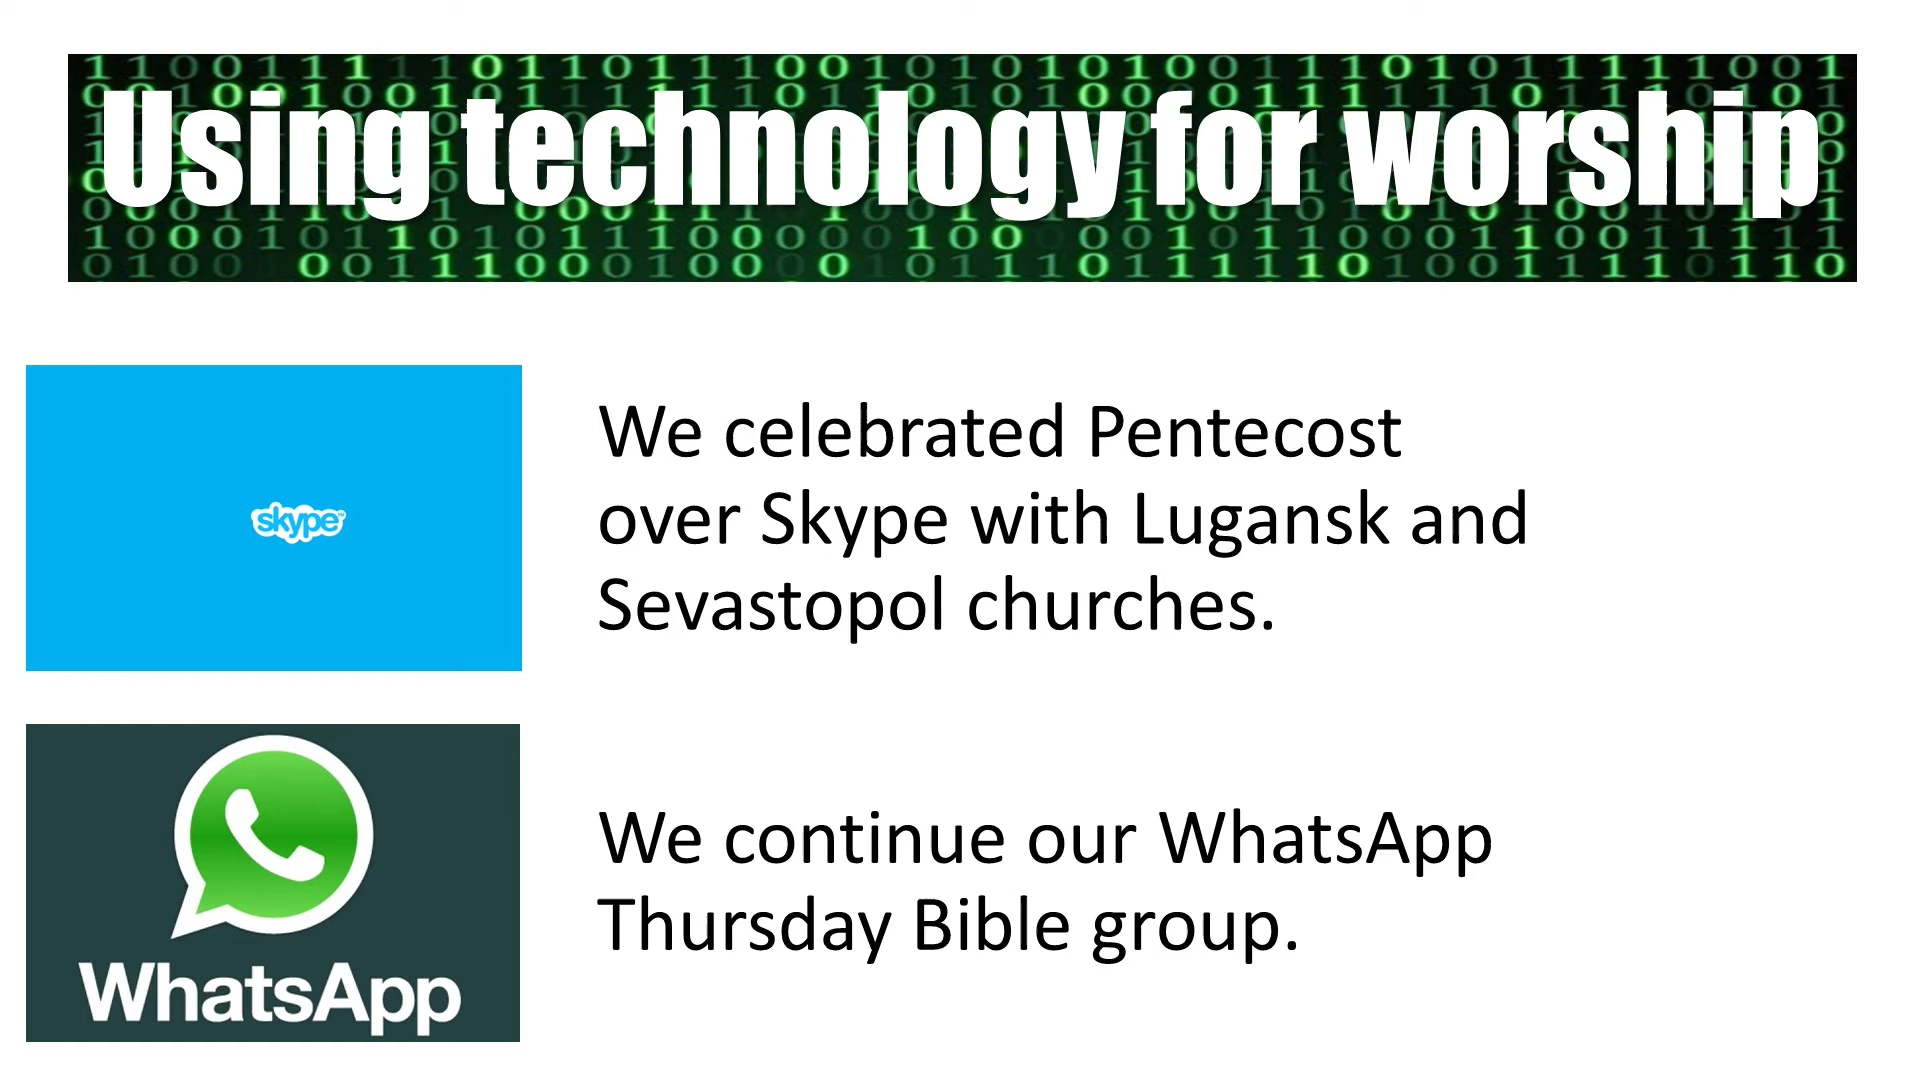 Using technology for worship
skype™
We celebrated Pentecost
over Skype with Lugansk and
Sevastopol churches.
WhatsApp
We continue our WhatsApp
Thursday Bible group.